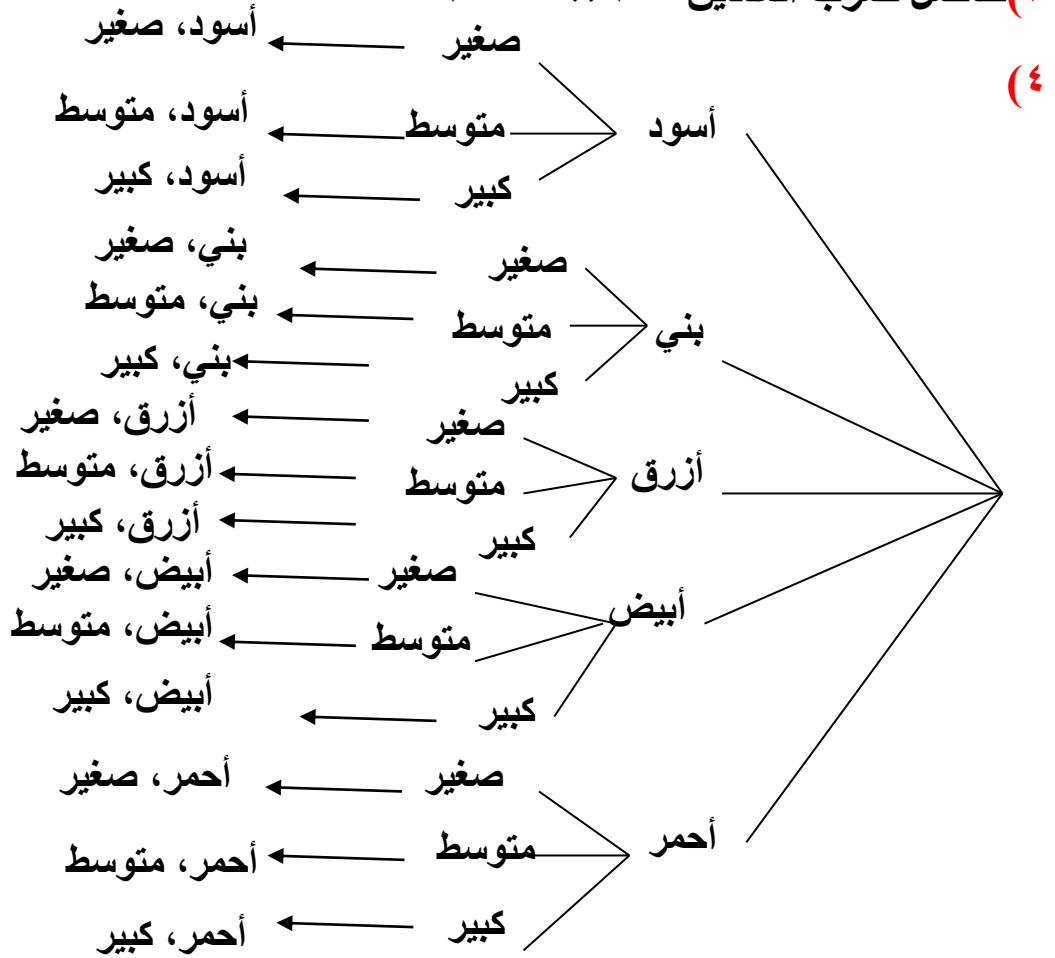 ٤)
أسود
صغير
أسود، صغير
متوسط
أسود، متوسط
كبير
أسود، كبير
بني
صغير
بني، صغير
متوسط
بني، متوسط
كبير
بني، كبير
أزرق
صغير
أزرق، صغير
متوسط
أزرق، متوسط
كبير
أزرق، كبير
أبيض
صغير
أبيض، صغير
متوسط
أبيض، متوسط
كبير
أبيض، كبير
أحمر
صغير
أحمر، صغير
متوسط
أحمر، متوسط
كبير
أحمر، كبير